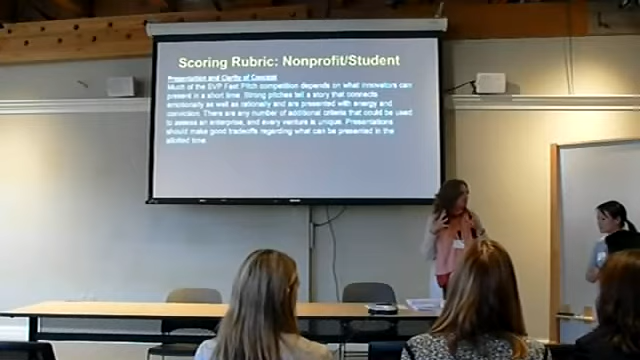 Scoring Rubric: Nonprofit/Student
Presentation and Clarity of Concept
Much of the SVP Fast Pitch competition depends on what innovators can
present in a short time. Strong pitches tell a story that connects
emotionally as well as rationally and are presented with energy and
conviction. There are any number of additional criteria that could be used
to assess an enterprise, and every venture is unique. Presentations
should make good tradeoffs regarding what can be presented in the
allotted time.